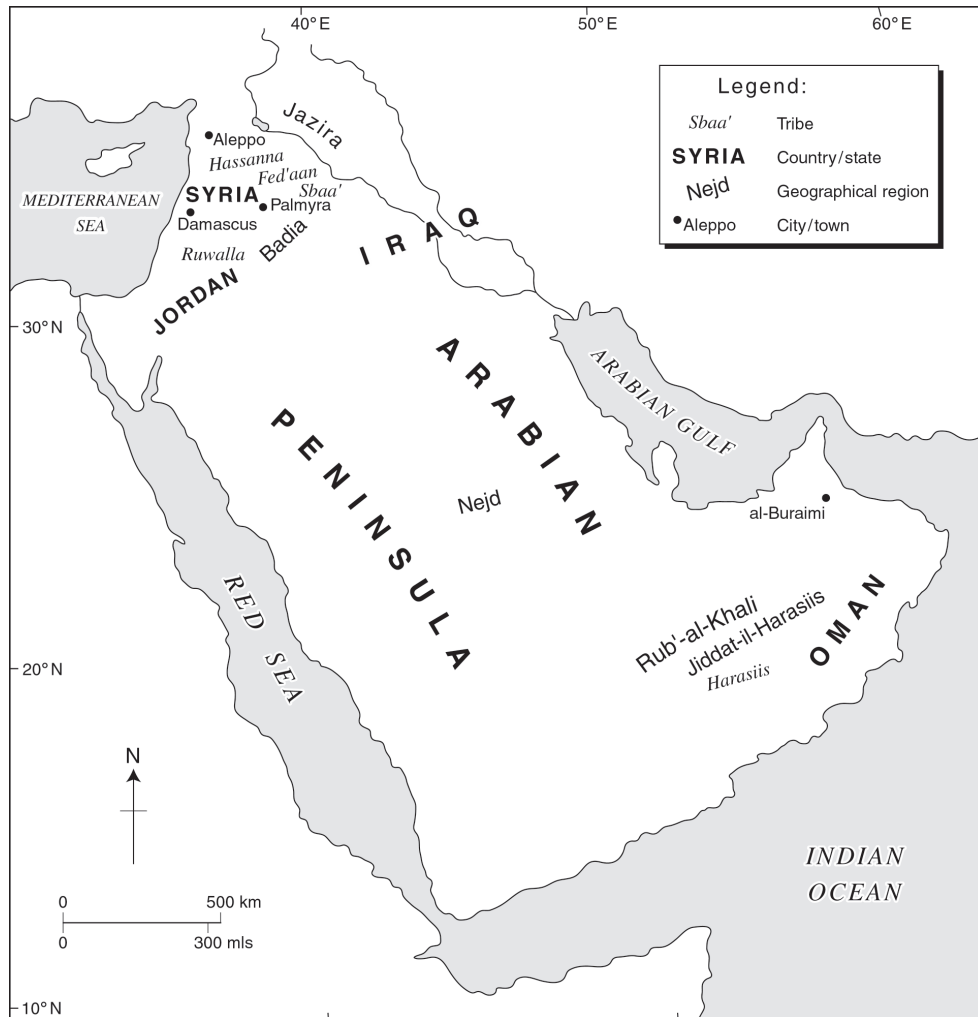 40°E
50°E
60°E
Legend:
Sbaa' Tribe
SYRIA Country/state
Nejd Geographical region
Aleppo City/town
Jazira
Aleppo
Hassanna
Fed'aan
Sbaa'
SYRIA
Palmyra
MEDITERRANEAN
SEA
Damascus
Badia
IRAQ
Ruwalla
JORDAN
30°N
ARABIAN
PENINSULA
ARABIAN GULF
Nejd
al-Buraimi
RED SEA
Rub'-al-Khali
Jiddat-il-Harasiis
Harasiis
OMAN
20°N
N
INDIAN
OCEAN
0 500 km
0 300 mls
10°N